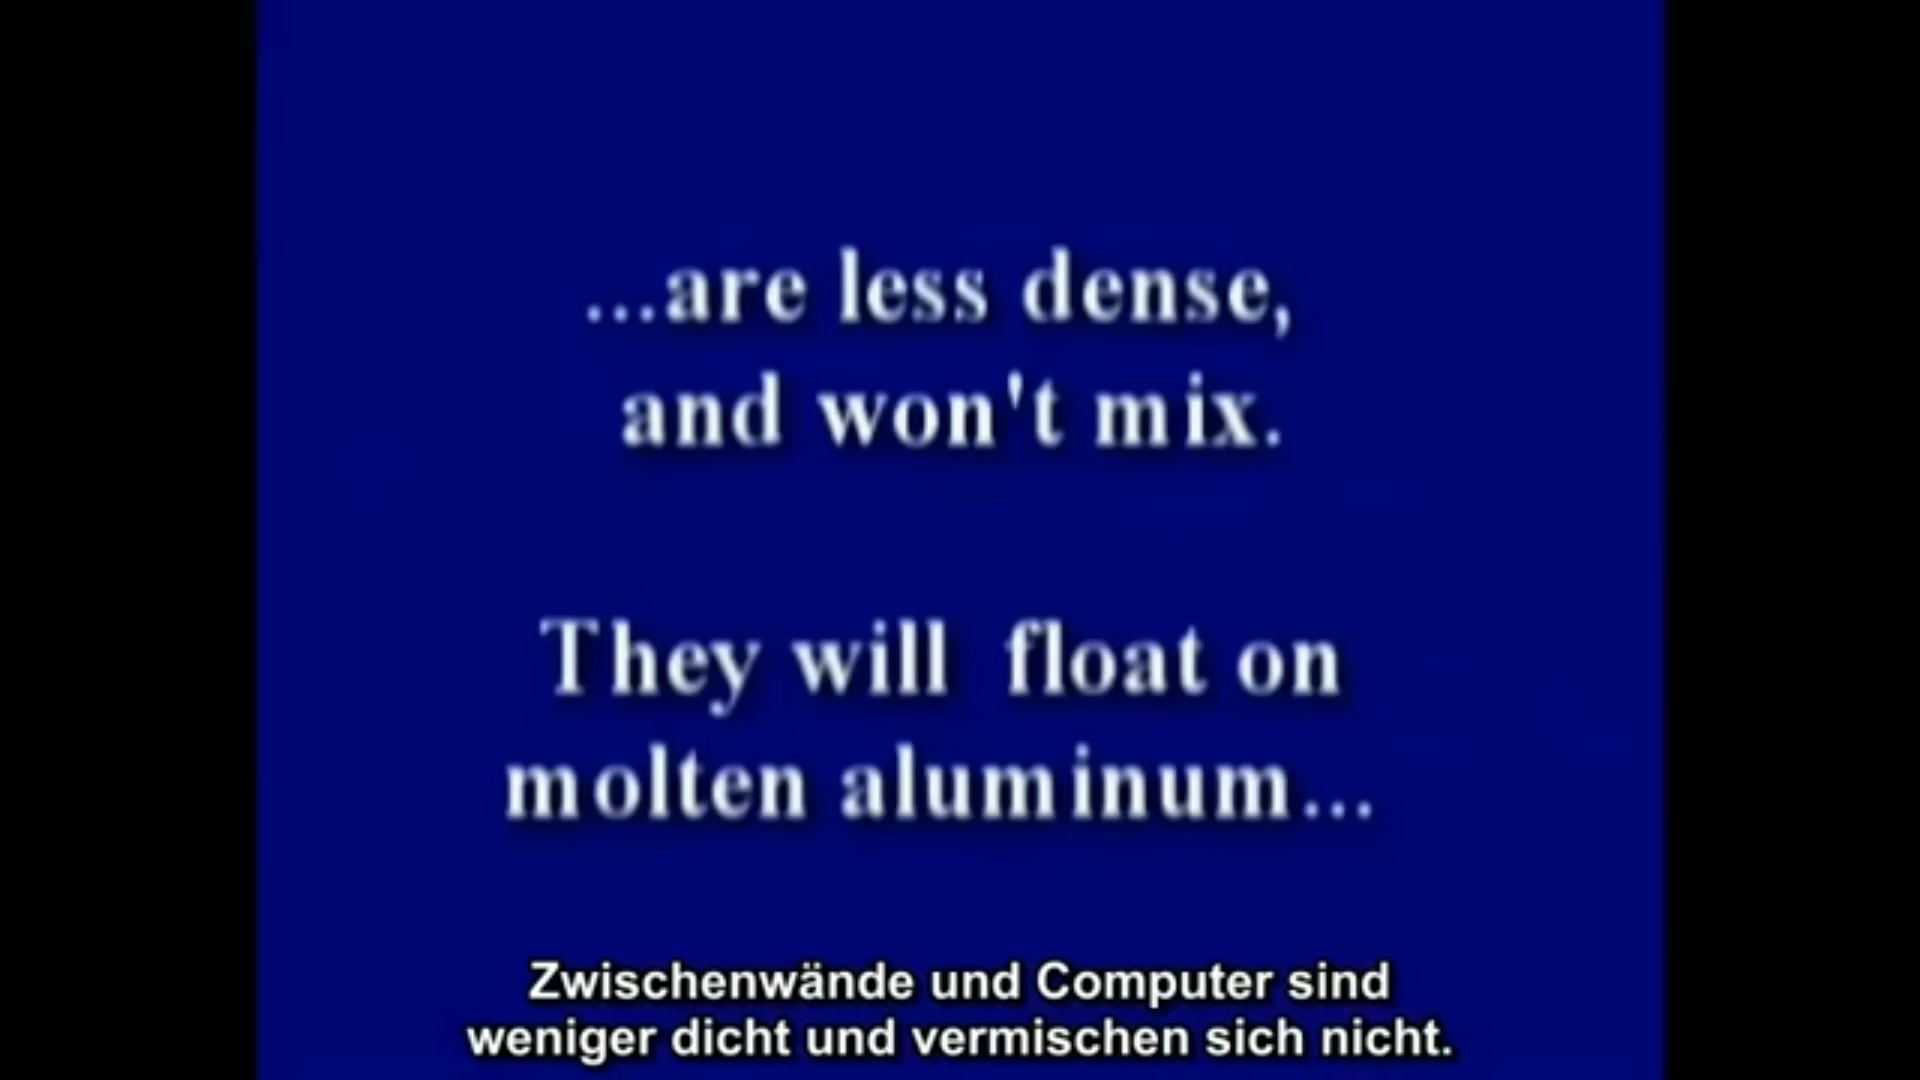 ...are less dense,
and won't mix.
They will float on
molten aluminum...
Zwischenwände und Computer sind
weniger dicht und vermischen sich nicht.